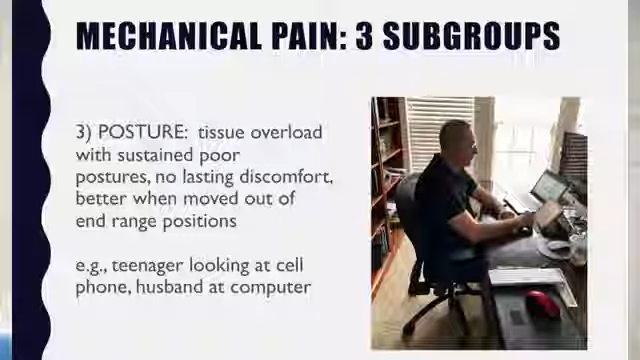 MECHANICAL PAIN: 3 SUBGROUPS
3) POSTURE: tissue overload
with sustained poor
postures, no lasting discomfort,
better when moved out of
end range positions
e.g., teenager looking at cell
phone, husband at computer